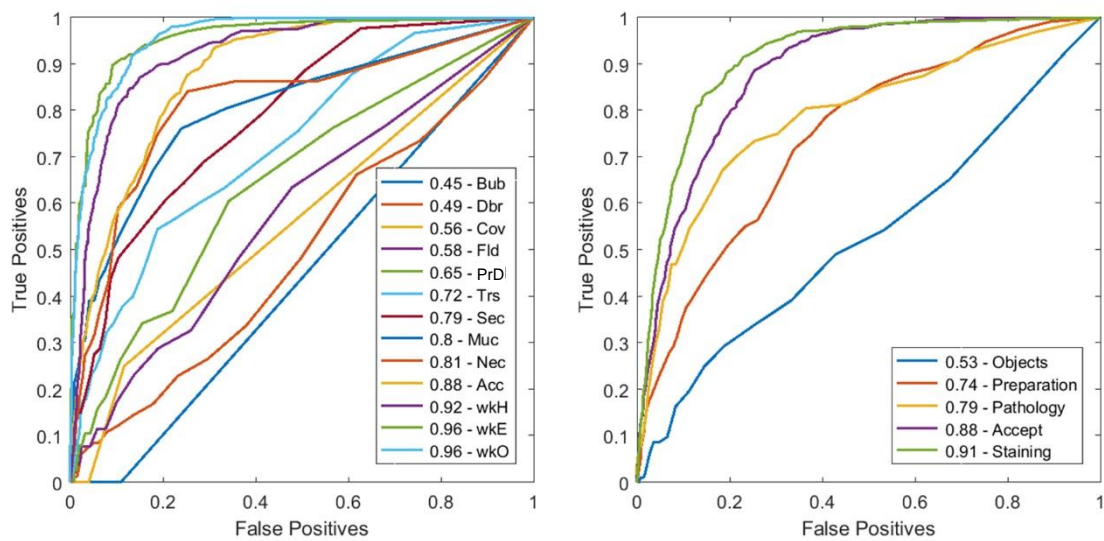 True Positives
1
0.9
0.8
0.7
0.6
0.5
0.4
0.3
0.2
0.1
0
0.45 - Bub
0.49 - Dbr
0.56 - Cov
0.58 - Fld
0.65 - PrDl
0.72 - Trs
0.79 - Sec
0.8 - Muc
0.81 - Nec
0.88 - Acc
0.92 - wkH
0.96 - wkE
0.96 - wkO
0 0.2 0.4 0.6 0.8 1
False Positives
True Positives
1
0.9
0.8
0.7
0.6
0.5
0.4
0.3
0.2
0.1
0
0.53 - Objects
0.74 - Preparation
0.79 - Pathology
0.88 - Accept
0.91 - Staining
0 0.2 0.4 0.6 0.8 1
False Positives